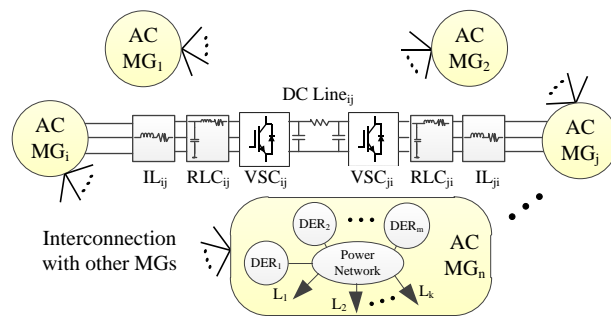 AC
MG1
AC
MG2
DC Lineij
AC
MGi
AC
MGj
ILij
RLCij
VSCij
VSCji
RLCji
ILji
Interconnection
with other MGs
DER1
DER2
DERm
Power
Network
AC
MGn
L1
L2
Lk